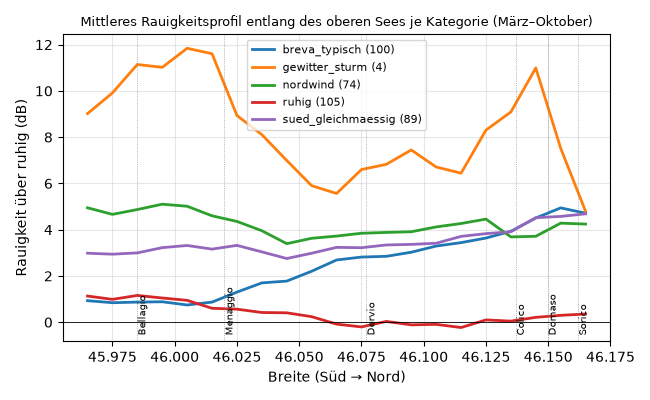 Mittleres Rauigkeitsprofil entlang des oberen Sees je Kategorie (März–Oktober)
Rauigkeit über ruhig (dB)
12
10
8
6
4
2
0
breva_typisch (100)
gewitter_sturm (4)
nordwind (74)
ruhig (105)
sued_gleichmaessig (89)
Bellagio
Menaggio
Dervio
Colico
Domaso
Sorico
45.975
46.000
46.025
46.050
46.075
46.100
46.125
46.150
46.175
Breite (Süd → Nord)